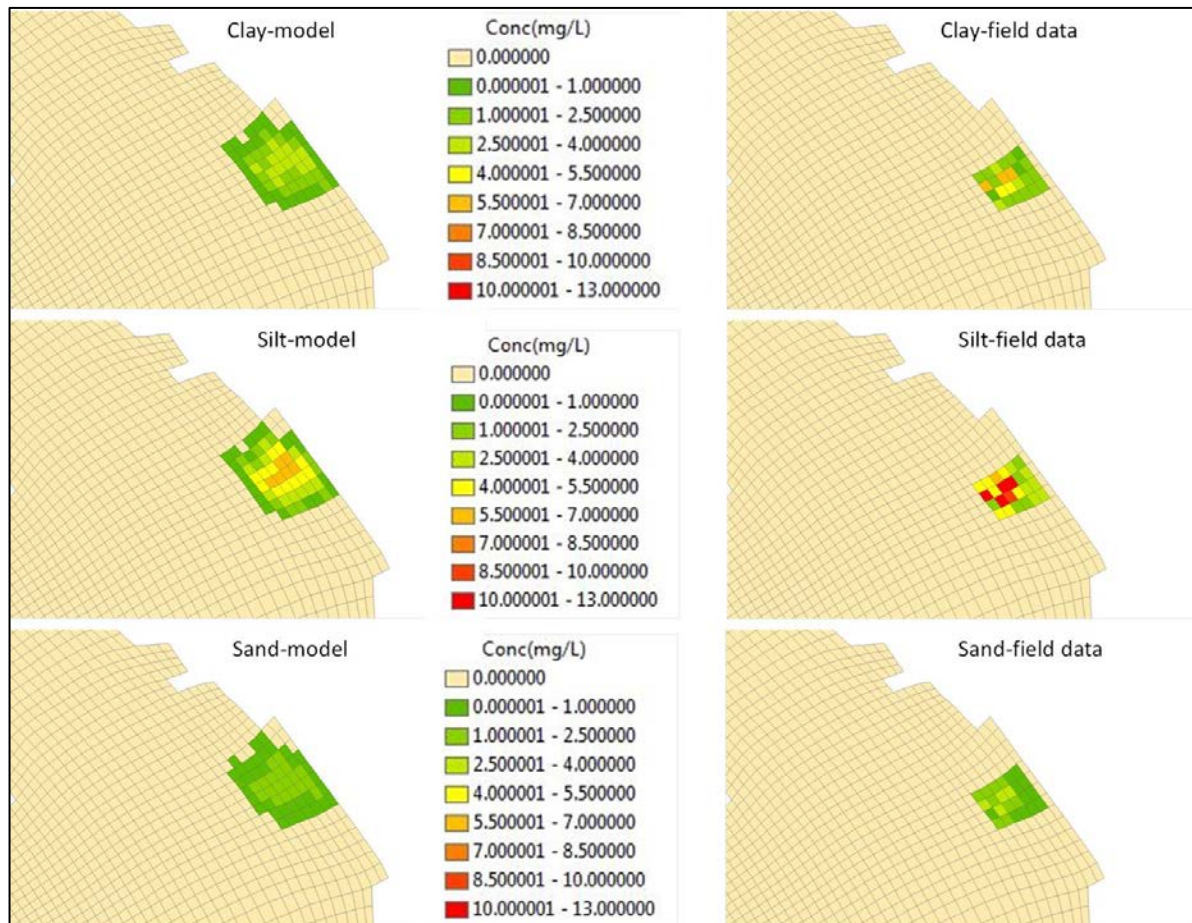 Clay-model
Conc(mg/L)
0.000000
0.000001 - 1.000000
1.000001 - 2.500000
2.500001 - 4.000000
4.000001 - 5.500000
5.500001 - 7.000000
7.000001 - 8.500000
8.500001 - 10.000000
10.000001 - 13.000000
Clay-field data
Silt-model
Conc(mg/L)
0.000000
0.000001 - 1.000000
1.000001 - 2.500000
2.500001 - 4.000000
4.000001 - 5.500000
5.500001 - 7.000000
7.000001 - 8.500000
8.500001 - 10.000000
10.000001 - 13.000000
Silt-field data
Sand-model
Conc(mg/L)
0.000000
0.000001 - 1.000000
1.000001 - 2.500000
2.500001 - 4.000000
4.000001 - 5.500000
5.500001 - 7.000000
7.000001 - 8.500000
8.500001 - 10.000000
10.000001 - 13.000000
Sand-field data